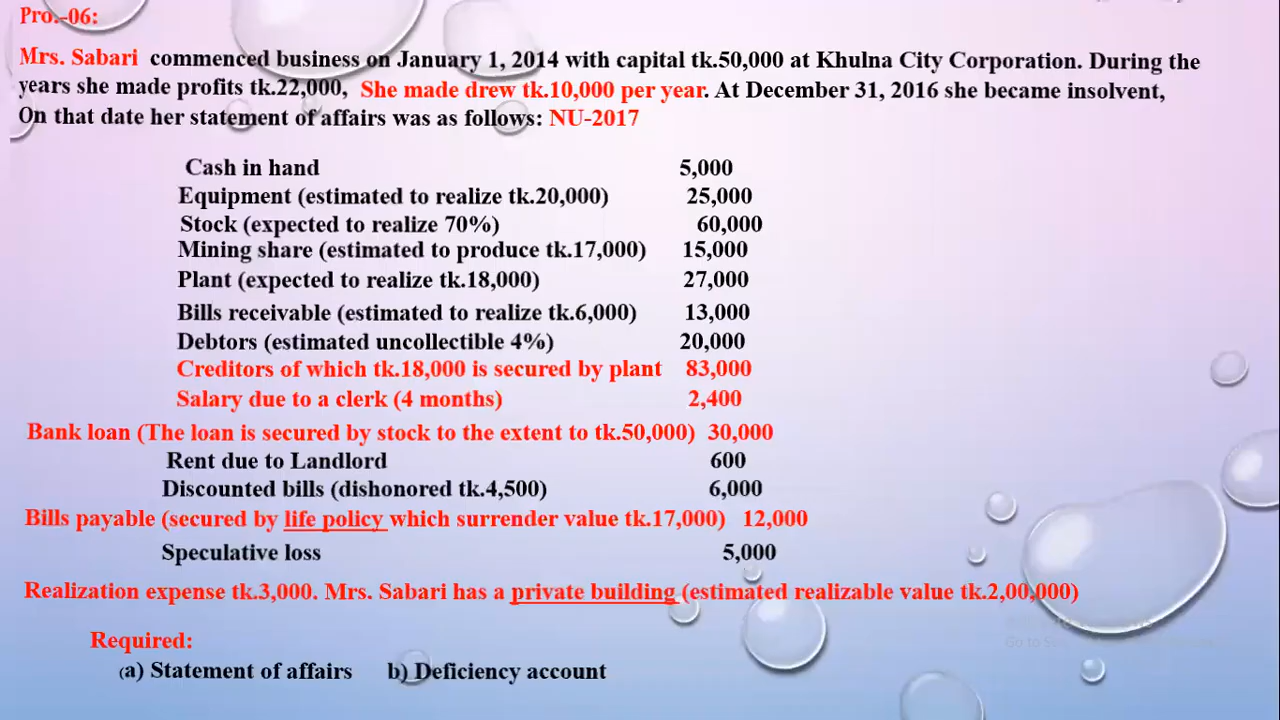 Pro.-06:
Mrs. Sabari commenced business on January 1, 2014 with capital tk.50,000 at Khulna City Corporation. During the
years she made profits tk.22,000, She made drew tk.10,000 per year. At December 31, 2016 she became insolvent,
On that date her statement of affairs was as follows: NU-2017
Cash in hand 5,000
Equipment (estimated to realize tk.20,000) 25,000
Stock (expected to realize 70%) 60,000
Mining share (estimated to produce tk.17,000) 15,000
Plant (expected to realize tk.18,000) 27,000
Bills receivable (estimated to realize tk.6,000) 13,000
Debtors (estimated uncollectible 4%) 20,000
Creditors of which tk.18,000 is secured by plant 83,000
Salary due to a clerk (4 months) 2,400
Bank loan (The loan is secured by stock to the extent to tk.50,000) 30,000
Rent due to Landlord 600
Discounted bills (dishonored tk.4,500) 6,000
Bills payable (secured by life policy which surrender value tk.17,000) 12,000
Speculative loss 5,000
Realization expense tk.3,000. Mrs. Sabari has a private building (estimated realizable value tk.2,00,000)
Required:
(a) Statement of affairs b) Deficiency account